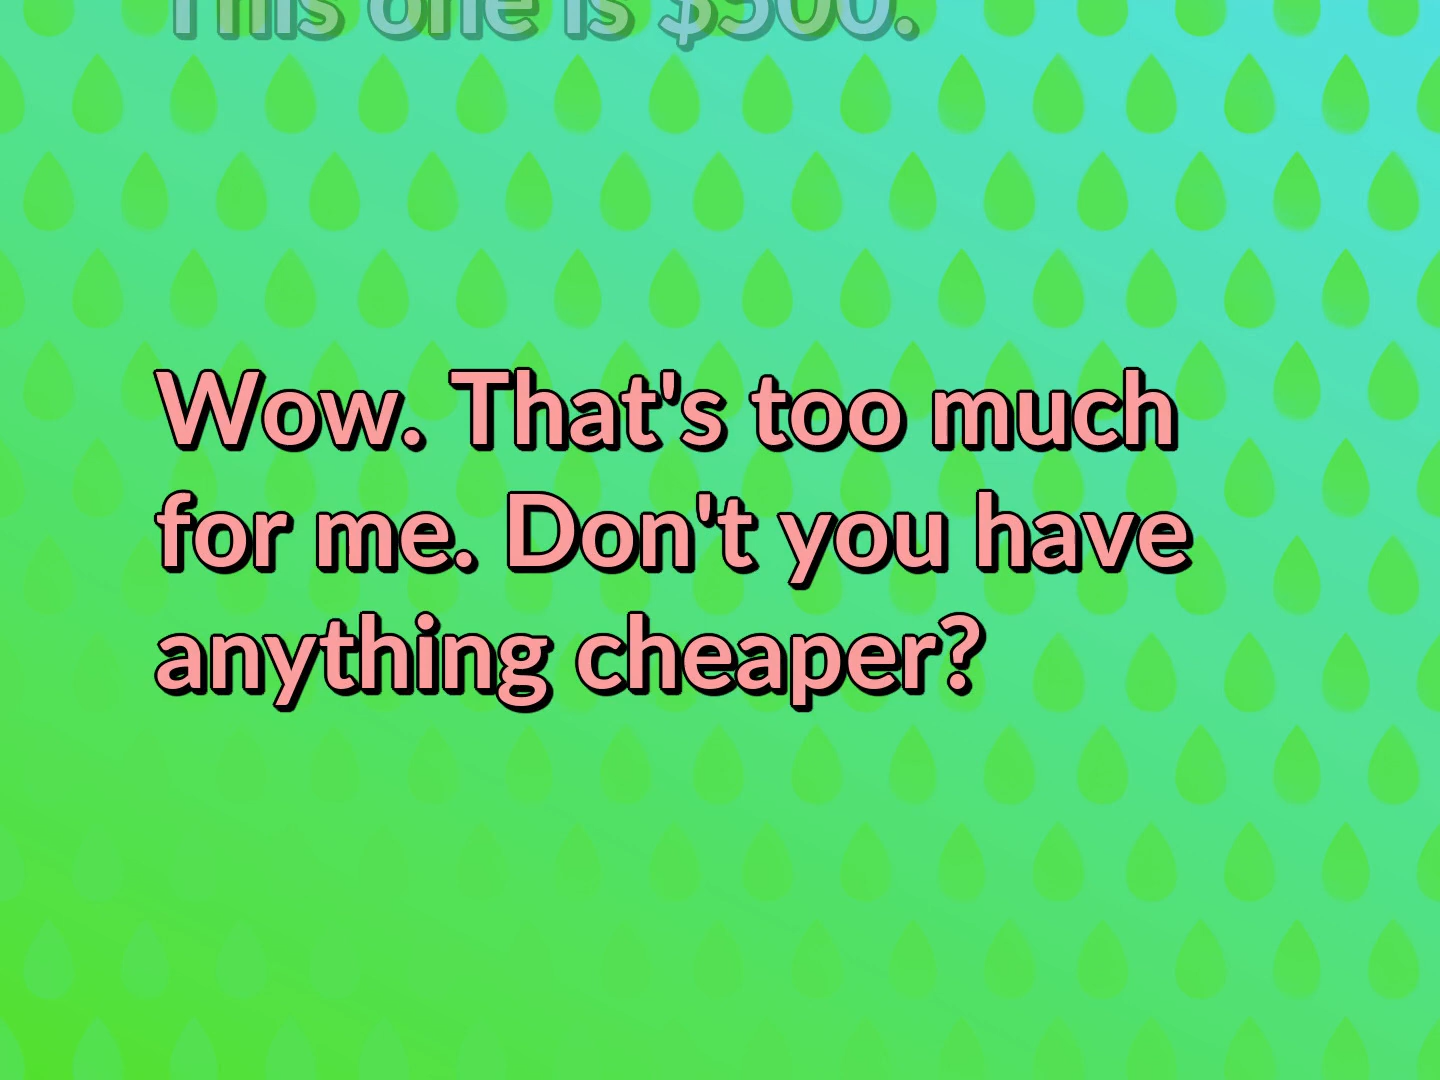 This one is $500.
Wow. That's too much
for me. Don't you have
anything cheaper?